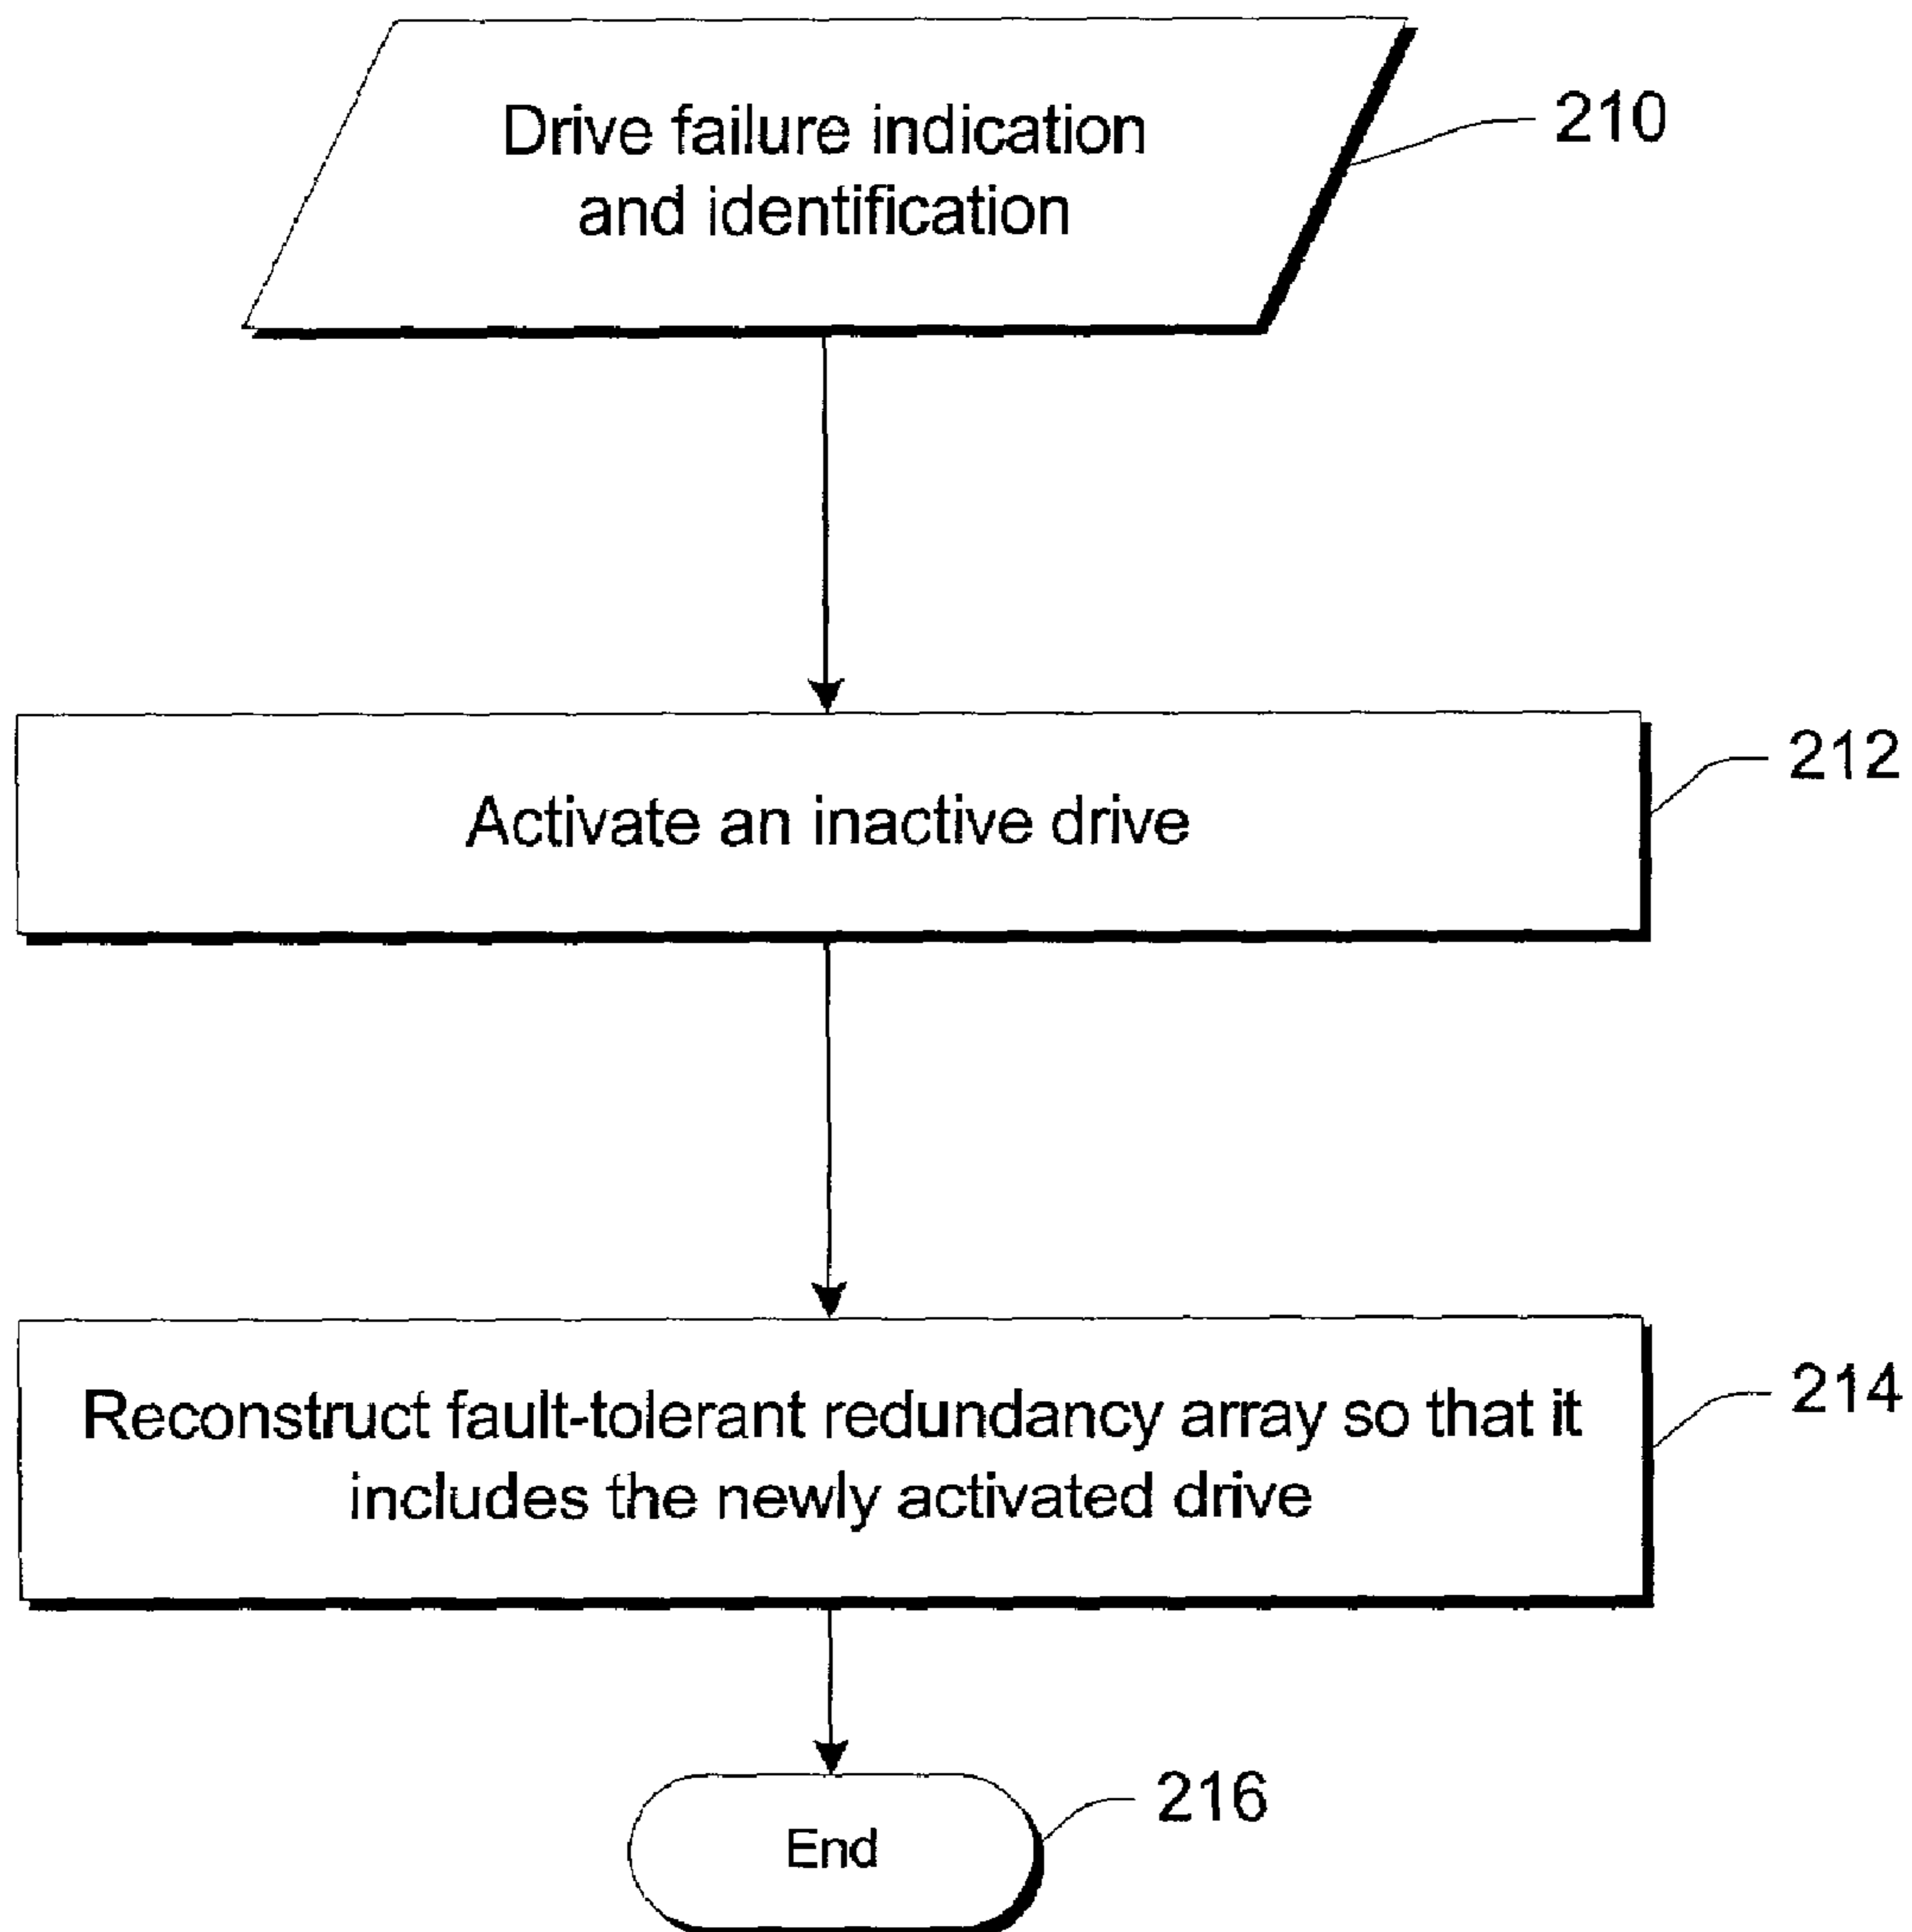 Drive failure indication
and identification
210
Activate an inactive drive
212
Reconstruct fault-tolerant redundancy array so that it
includes the newly activated drive
214
End
216